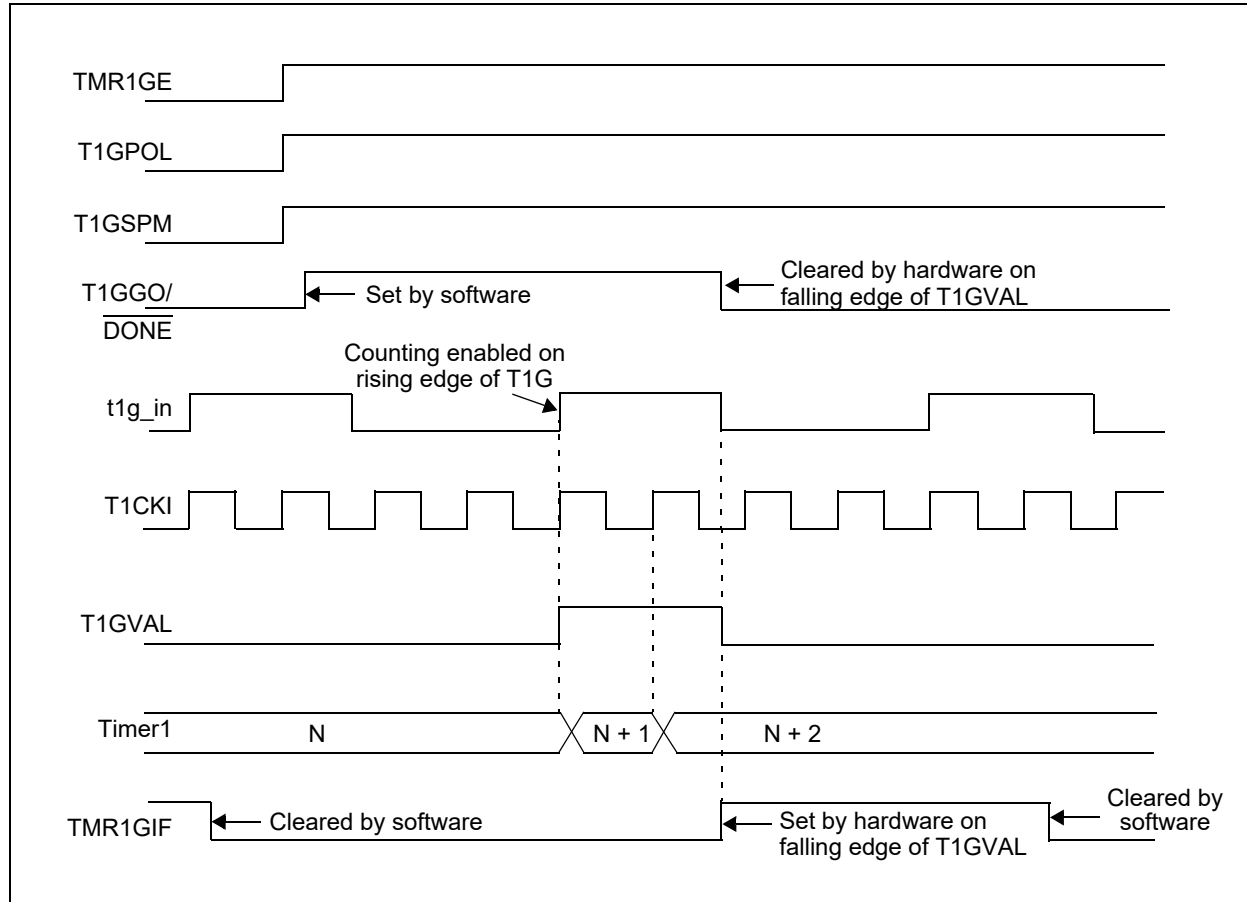 TMR1GE
T1GPOL
T1GSPM
T1GGO/
DONE
Set by software
Cleared by hardware on
falling edge of T1GVAL
Counting enabled on
rising edge of T1G
t1g_in
T1CKI
T1GVAL
Timer1
N
N + 1
N + 2
TMR1GIF
Cleared by software
Set by hardware on
falling edge of T1GVAL
Cleared by
software